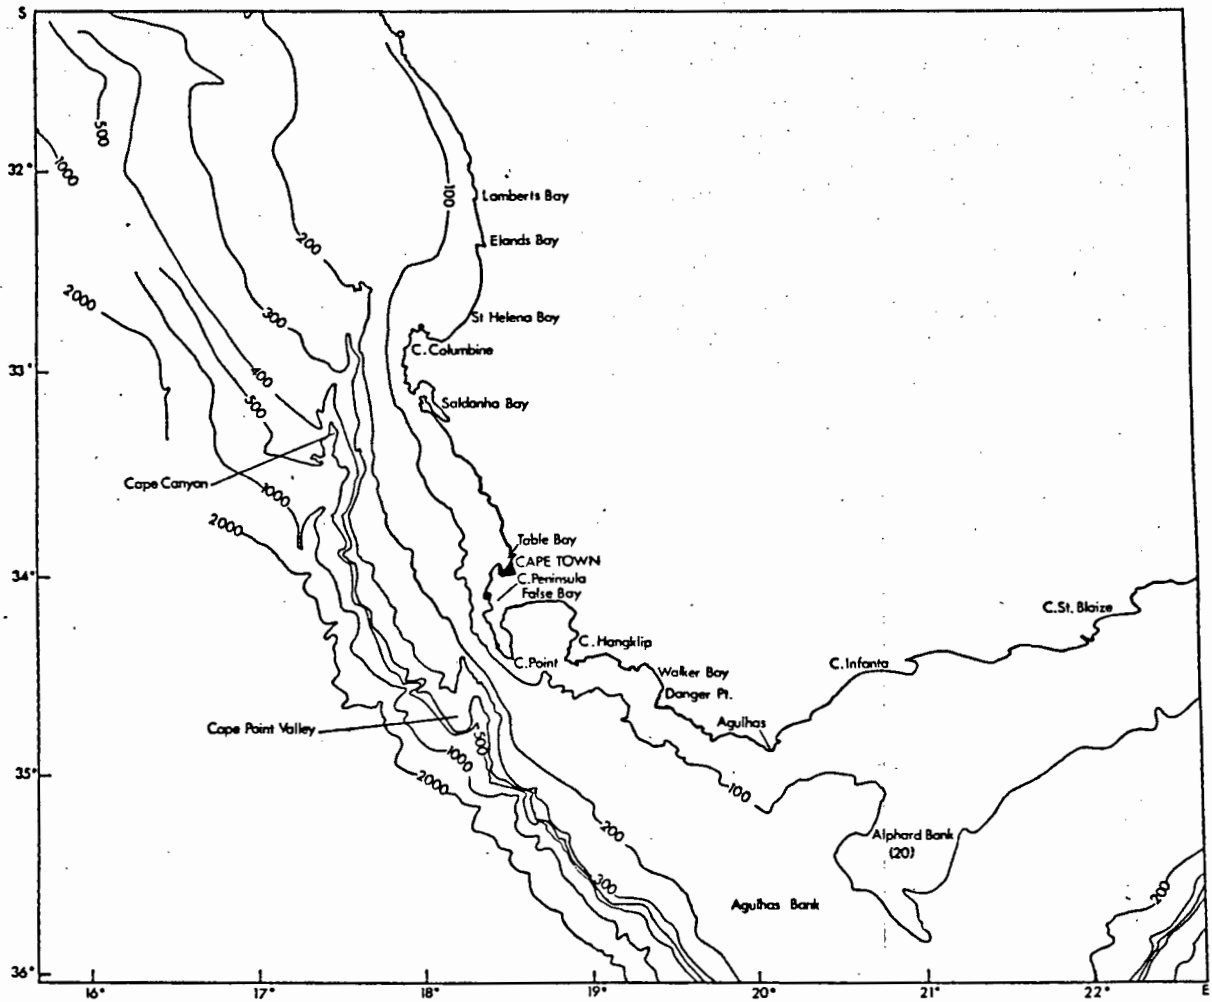 S
500
1000
32°
100
Lamberts Bay
200
Elands Bay
2000
300
St Helena Bay
C. Columbine
33°
400
500
Saldanha Bay
Cape Canyon
1000
2000
Table Bay
CAPE TOWN
34°
C. Peninsula
False Bay
C. St. Blaize
C. Hangklip
C. Point
C. Infanta
Walker Bay
Danger Pt.
Agulhas
Cape Point Valley
500
1000
35°
2000
100
200
Alphard Bank
(20)
300
200
Agulhas Bank
36°
16°
17°
18°
19°
20°
21°
22°
E